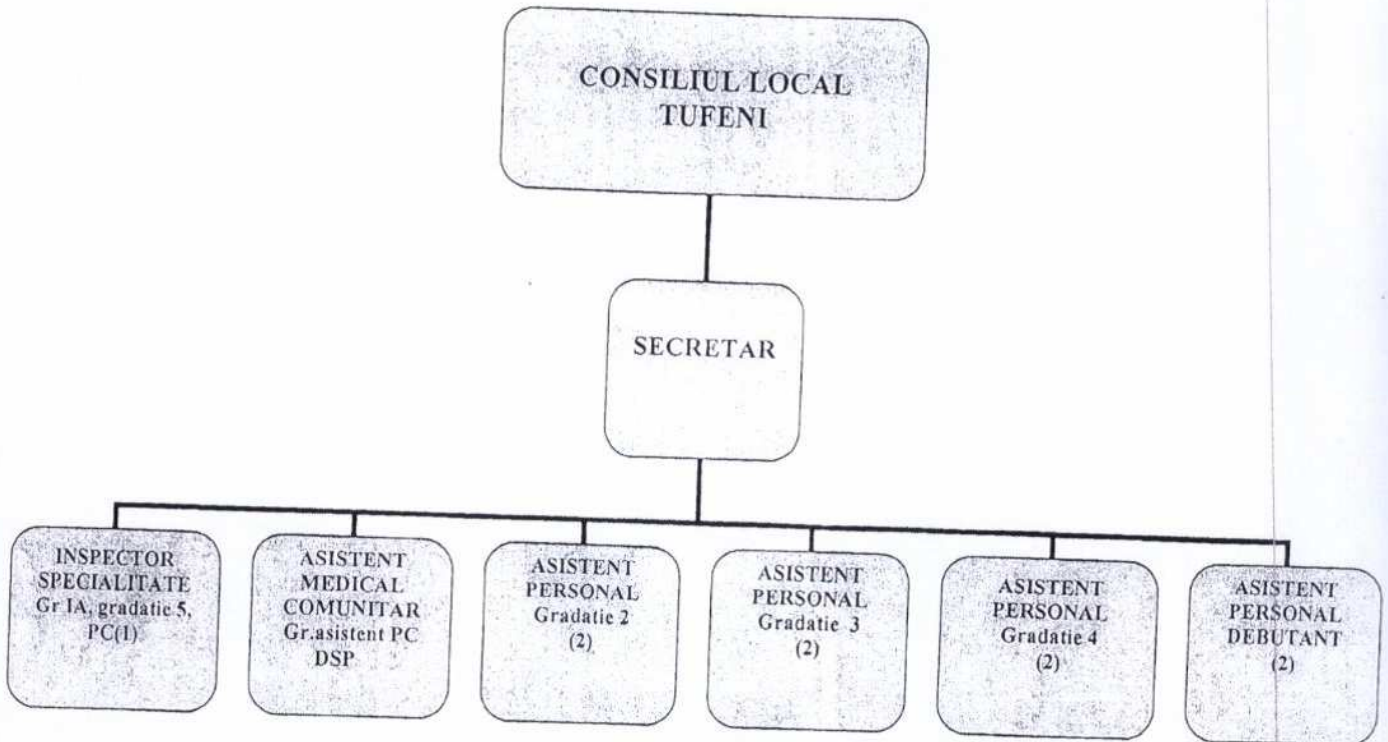 CONSILIUL LOCAL
TUFENI
SECRETAR
INSPECTOR
SPECIALITATE
Gr IA, gradatie 5,
PC(1)
ASISTENT
MEDICAL
COMUNITAR
Gr.asistent PC
DSP
ASISTENT
PERSONAL
Gradatie 2
(2)
ASISTENT
PERSONAL
Gradatie 3
(2)
ASISTENT
PERSONAL
Gradatie 4
(2)
ASISTENT
PERSONAL
DEBUTANT
(2)